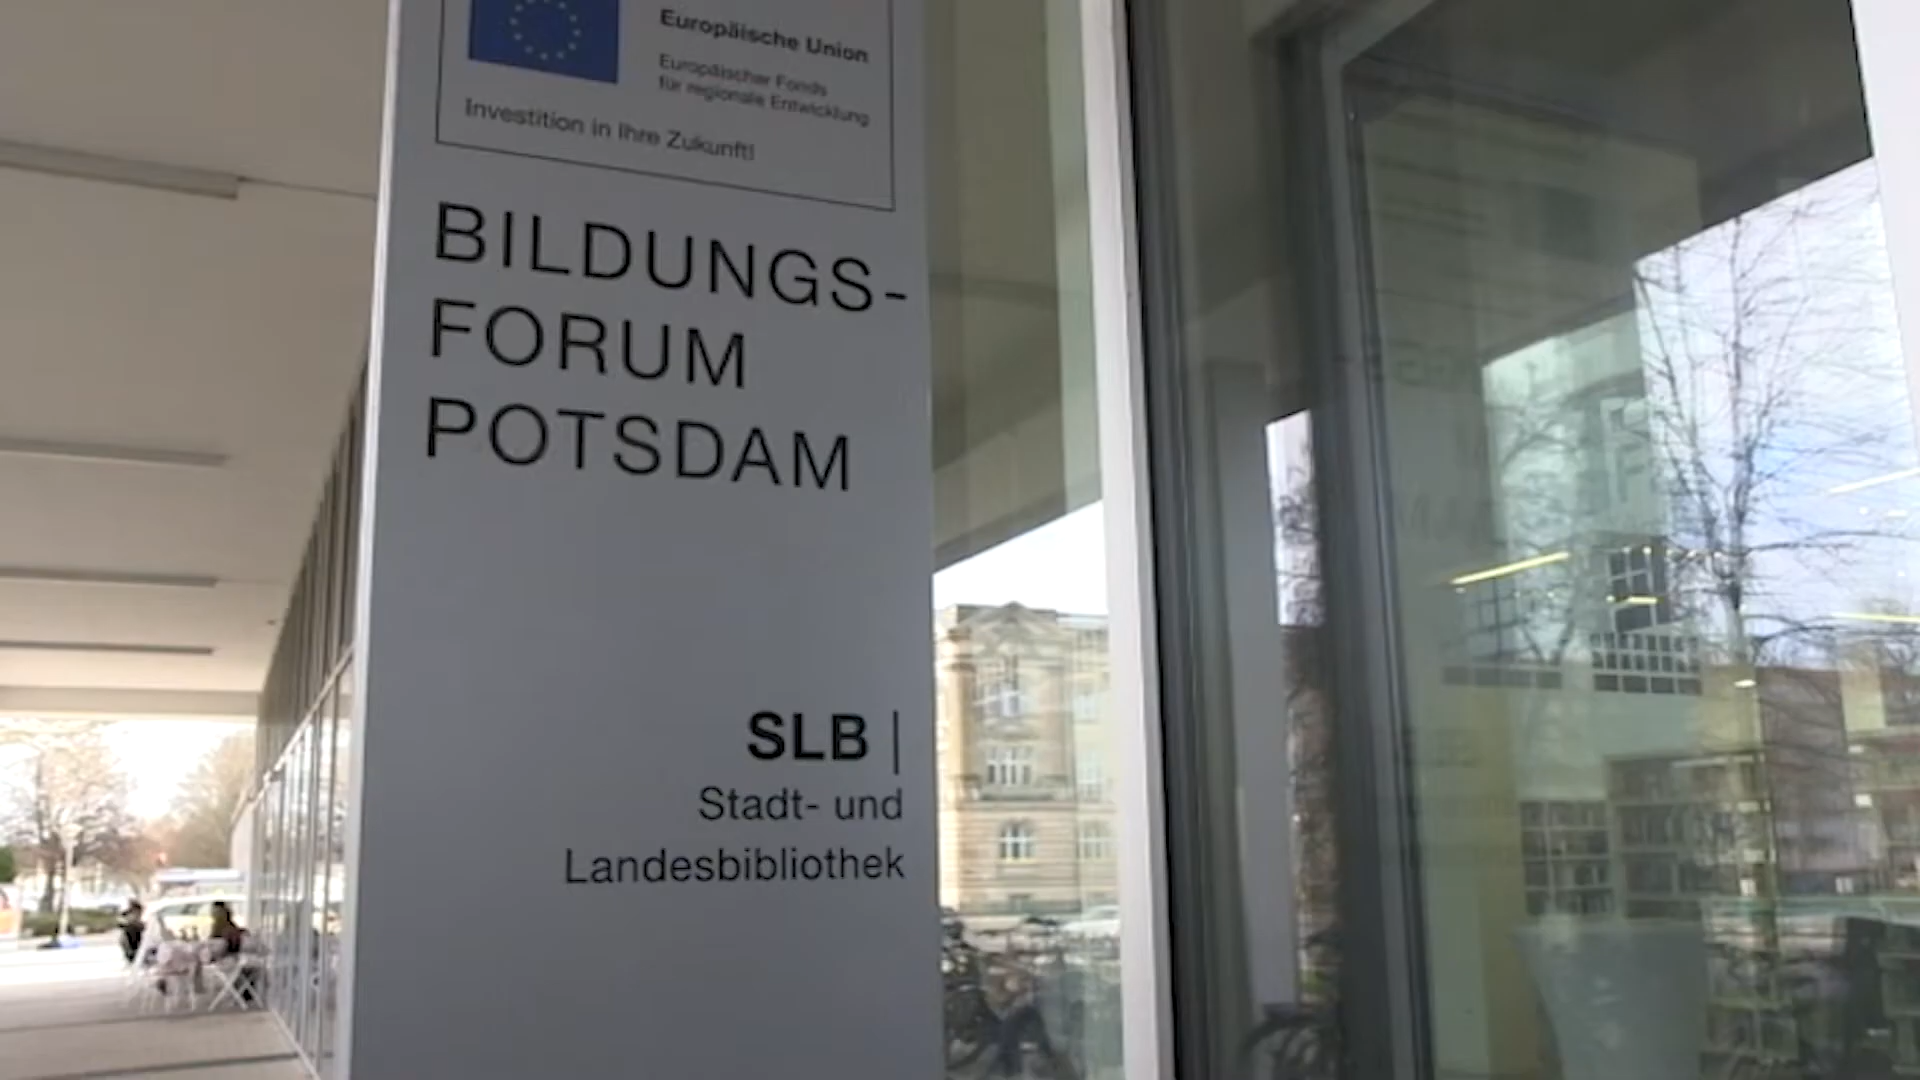 Europäische Union
Europäischer Fonds
für regionale Entwicklung
Investition in Ihre Zukunft!
BILDUNGS-
FORUM
POTSDAM
SLB |
Stadt- und
Landesbibliothek